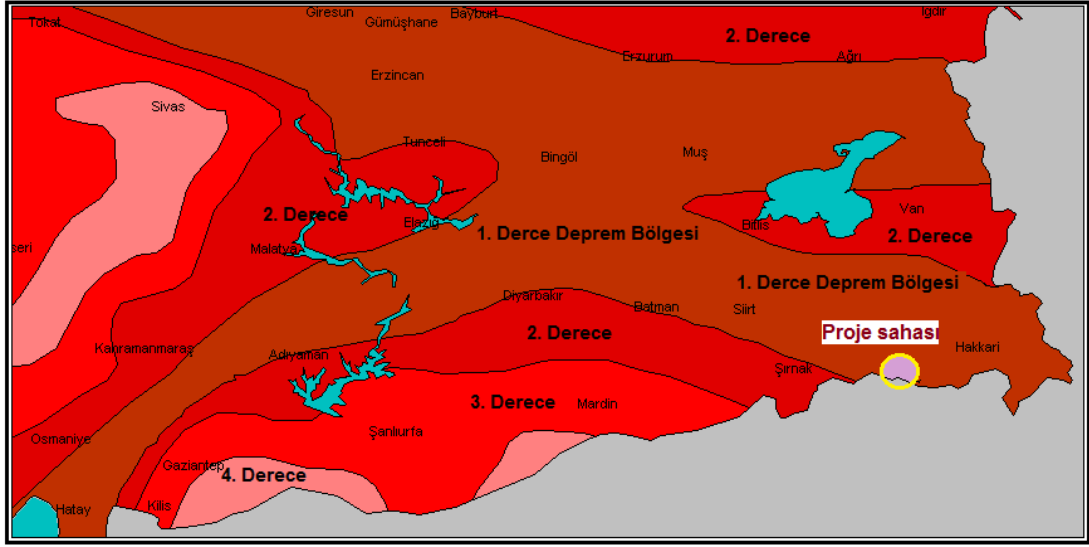 Giresun
Bayburt
Iğdır
Tokat
Gümüşhane
2. Derece
Erzurum
Ağrı
Erzincan
Sivas
Tunceli
Bingöl
Muş
2. Derece
Elazığ
Bitlis
Van
1. Derce Deprem Bölgesi
2. Derece
seri
Malatya
1. Derce Deprem Bölgesi
Diyarbakır
Batman
Siirt
2. Derece
Proje sahası
Kahramanmaraş
Adıyaman
Hakkari
Şırnak
3. Derece
Mardin
Osmaniye
Şanlıurfa
Gaziantep
4. Derece
Hatay
Kilis